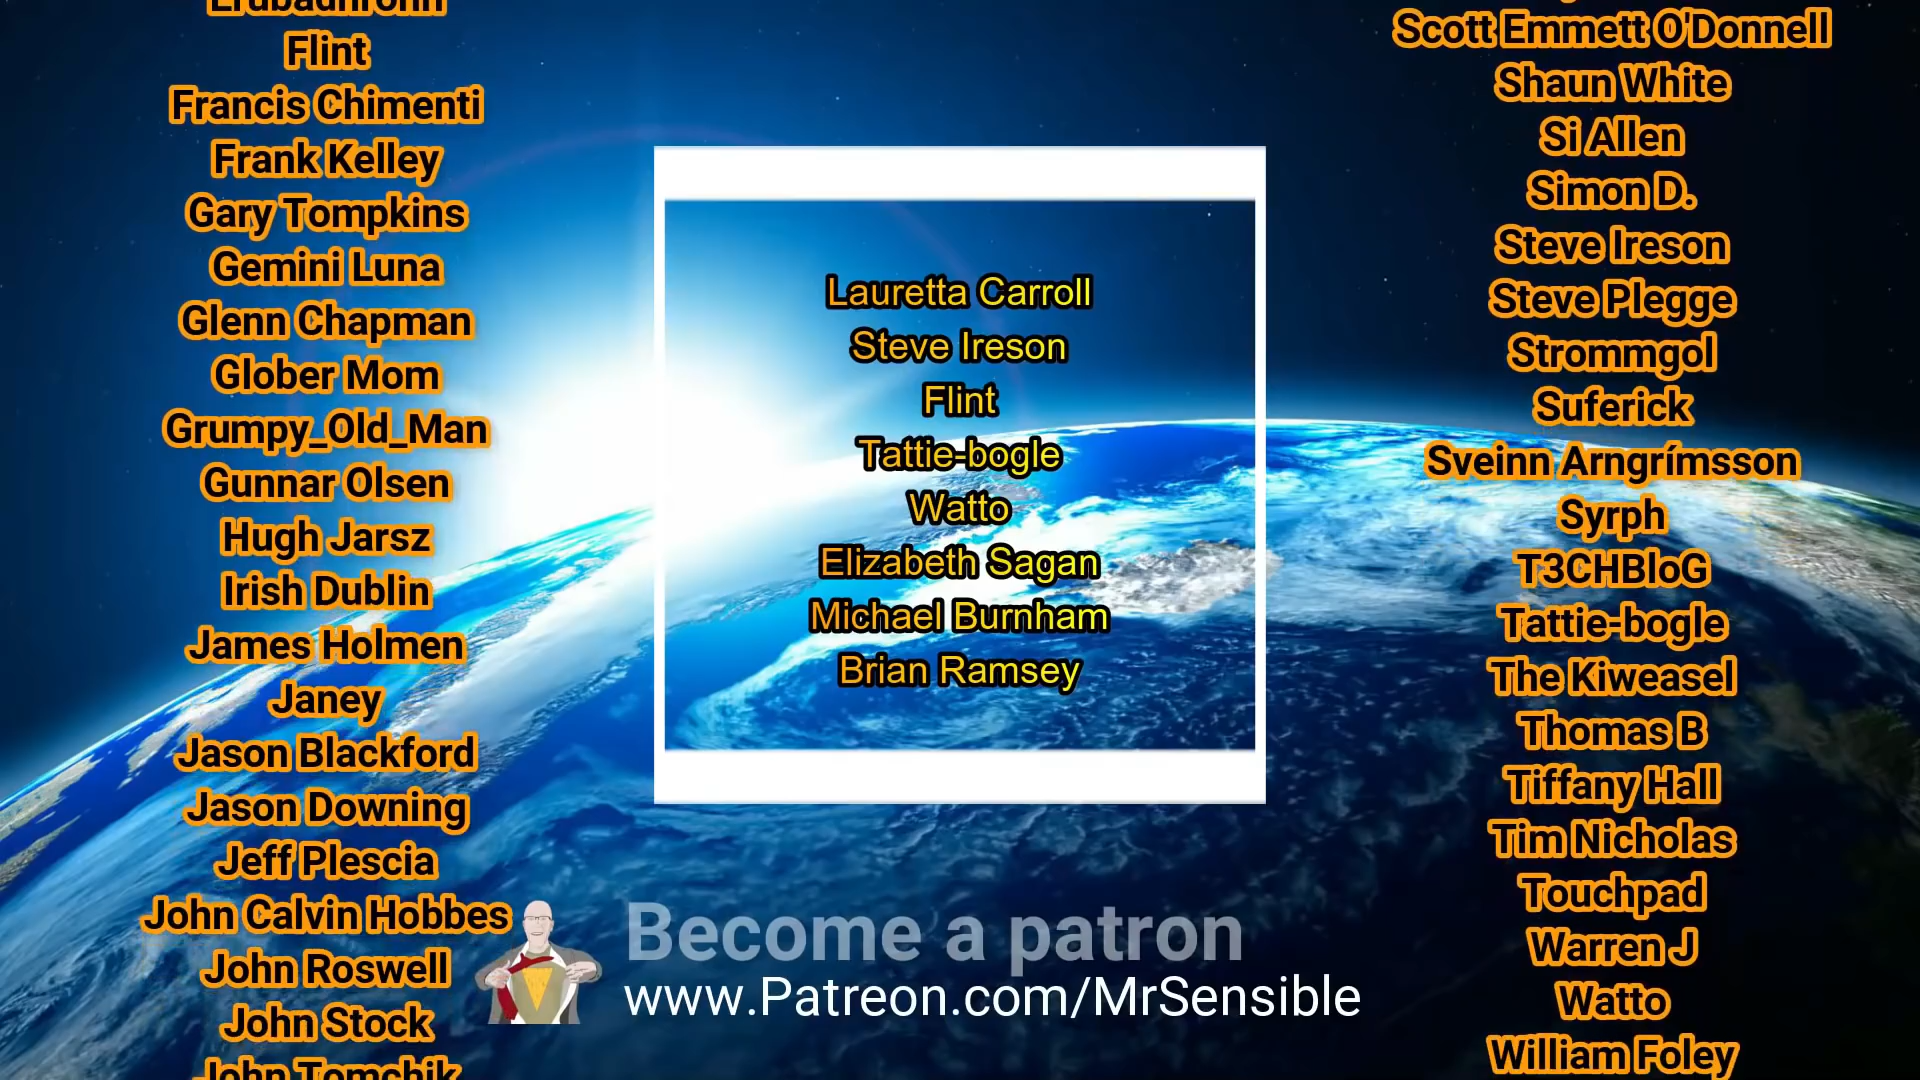 Flint
Francis Chimenti
Frank Kelley
Gary Tompkins
Gemini Luna
Glenn Chapman
Glober Mom
Grumpy_Old_Man
Gunnar Olsen
Hugh Jarsz
Irish Dublin
James Holmen
Janey
Jason Blackford
Jason Downing
Jeff Plescia
John Calvin Hobbes
John Roswell
John Stock
John Tomchik
Lauretta Carroll
Steve Ireson
Flint
Tattie-bogle
Watto
Elizabeth Sagan
Michael Burnham
Brian Ramsey
Become a patron
www.Patreon.com/MrSensible
Scott Emmett O'Donnell
Shaun White
Si Allen
Simon D.
Steve Ireson
Steve Plegge
Strommgol
Suferick
Sveinn Arngrímsson
Syrph
T3CHBloG
Tattie-bogle
The Kiweasel
Thomas B
Tiffany Hall
Tim Nicholas
Touchpad
Warren J
Watto
William Foley